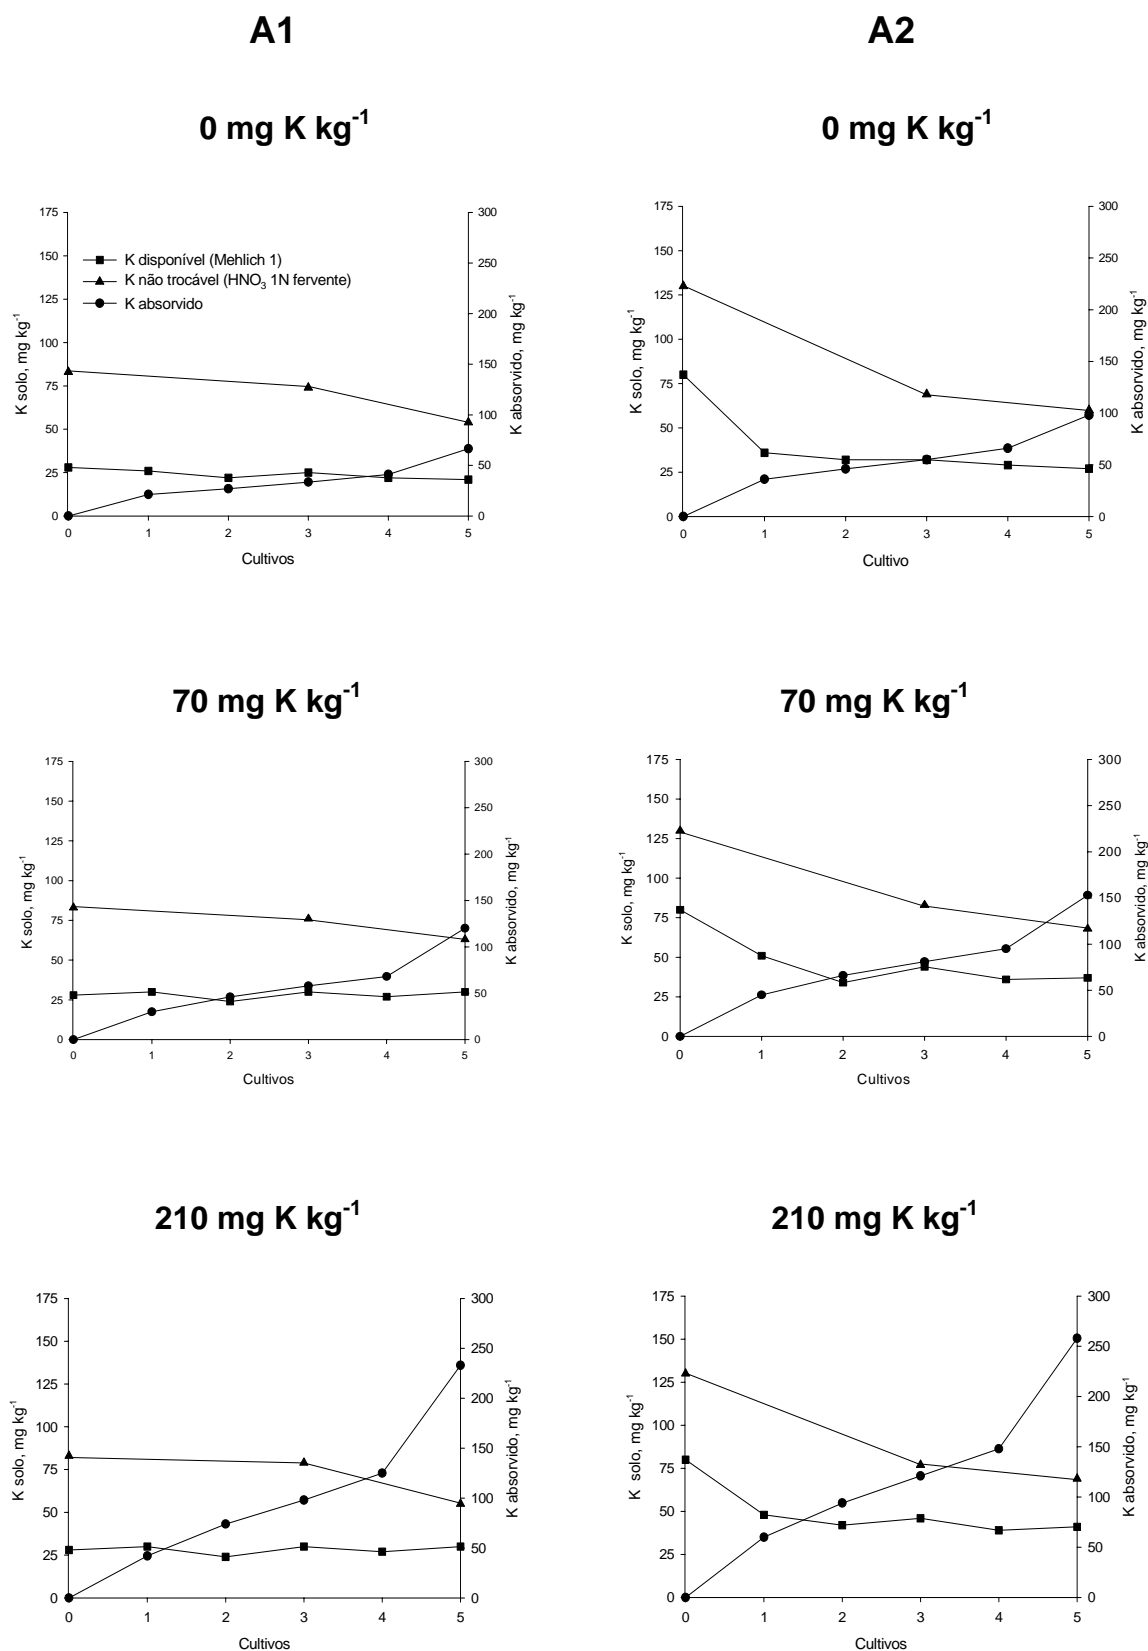 A1
0 mg K kg⁻¹
175
150
125
100
75
50
25
0
300
250
200
150
100
50
0
0 1 2 3 4 5
K solo, mg kg⁻¹
K absorvido, mg kg⁻¹
Cultivos
K disponível (Mehlich 1)
K não trocável (HNO₃ 1N fervente)
K absorvido
A2
0 mg K kg⁻¹
175
150
125
100
75
50
25
0
300
250
200
150
100
50
0
0 1 2 3 4 5
K solo, mg kg⁻¹
K absorvido, mg kg⁻¹
Cultivo
70 mg K kg⁻¹
175
150
125
100
75
50
25
0
300
250
200
150
100
50
0
0 1 2 3 4 5
K solo, mg kg⁻¹
K absorvido, mg kg⁻¹
Cultivos
70 mg K kg⁻¹
175
150
125
100
75
50
25
0
300
250
200
150
100
50
0
0 1 2 3 4 5
K solo, mg kg⁻¹
K absorvido, mg kg⁻¹
Cultivos
210 mg K kg⁻¹
175
150
125
100
75
50
25
0
300
250
200
150
100
50
0
0 1 2 3 4 5
K solo, mg kg⁻¹
K absorvido, mg kg⁻¹
Cultivos
210 mg K kg⁻¹
175
150
125
100
75
50
25
0
300
250
200
150
100
50
0
0 1 2 3 4 5
K solo, mg kg⁻¹
K absorvido, mg kg⁻¹
Cultivos